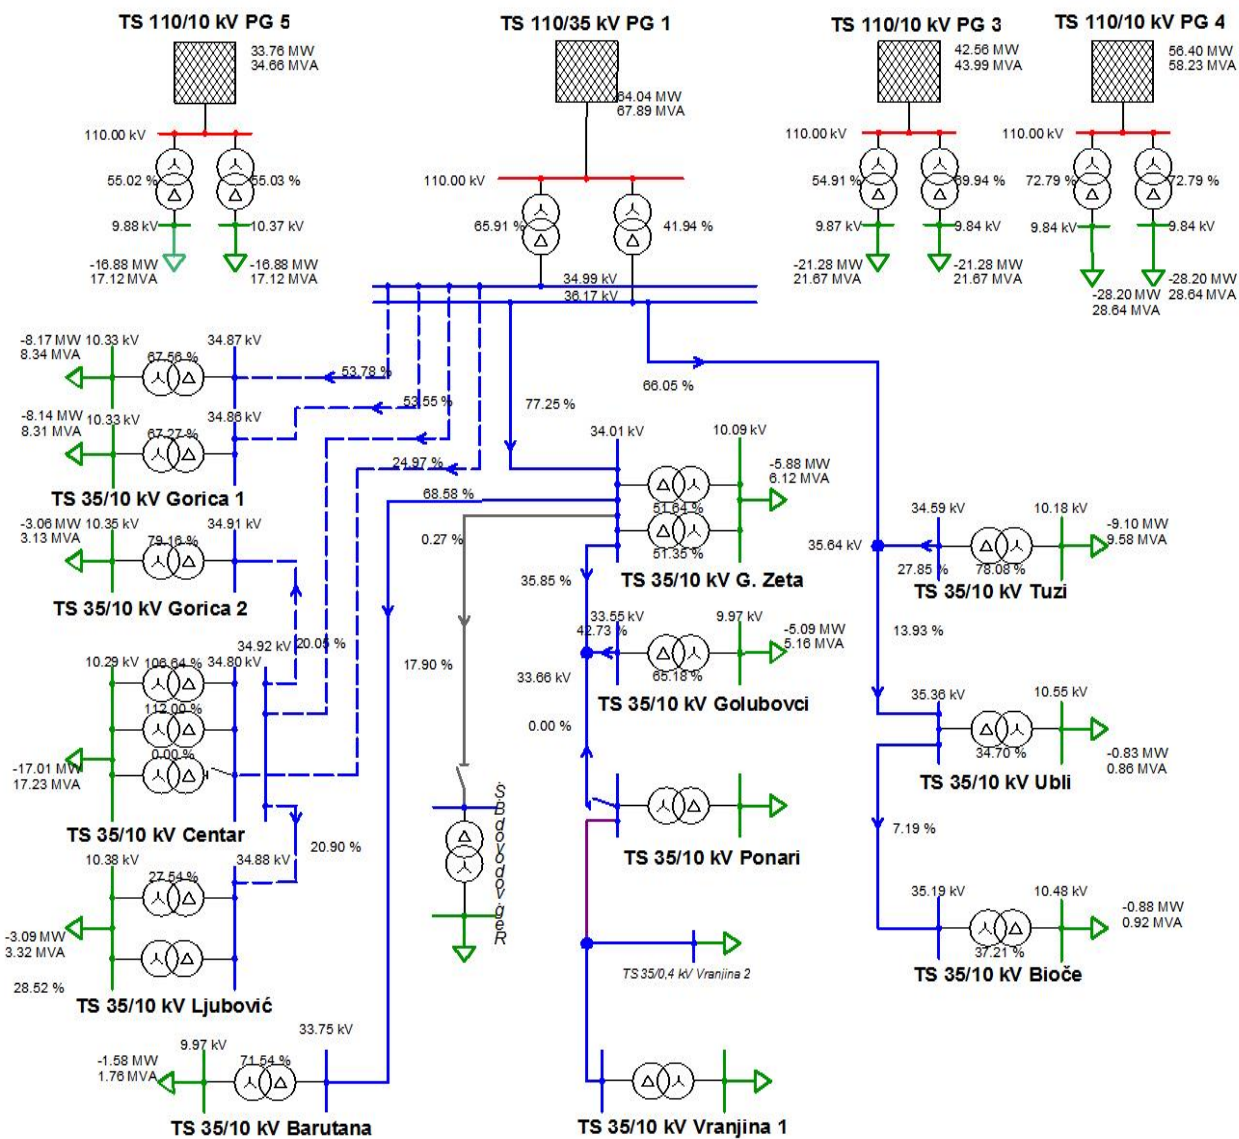 TS 110/10 kV PG 5
TS 110/35 kV PG 1
TS 110/10 kV PG 3
TS 110/10 kV PG 4
33.76 MW
34.66 MVA
64.04 MW
67.89 MVA
42.56 MW
43.99 MVA
56.40 MW
58.23 MVA
110.00 kV
110.00 kV
110.00 kV
110.00 kV
55.02 %
55.03 %
65.91 %
41.94 %
54.91 %
69.94 %
72.79 %
72.79 %
9.88 kV
10.37 kV
9.87 kV
9.84 kV
9.84 kV
9.84 kV
-16.88 MW
17.12 MVA
-16.88 MW
17.12 MVA
-21.28 MW
21.67 MVA
-21.28 MW
21.67 MVA
-28.20 MW
28.64 MVA
-28.20 MW
28.64 MVA
34.99 kV
36.17 kV
-8.17 MW
8.34 MVA
10.33 kV
67.56 %
34.87 kV
53.78 %
66.05 %
-8.14 MW
8.31 MVA
10.33 kV
67.27 %
34.86 kV
53.55 %
77.25 %
TS 35/10 kV Gorica 1
24.97 %
68.58 %
34.01 kV
10.09 kV
-5.88 MW
6.12 MVA
51.64 %
51.35 %
TS 35/10 kV G. Zeta
-3.06 MW
3.13 MVA
10.35 kV
79.16 %
34.91 kV
0.27 %
35.85 %
TS 35/10 kV Gorica 2
34.59 kV
10.18 kV
35.64 kV
-9.10 MW
9.58 MVA
27.85 %
78.08 %
TS 35/10 kV Tuzi
34.92 kV
20.05 %
33.55 kV
42.73 %
9.97 kV
-5.09 MW
5.16 MVA
13.93 %
10.29 kV
106.64 %
34.80 kV
17.90 %
33.66 kV
65.18 %
TS 35/10 kV Golubovci
112.00 %
0.00 %
0.00 %
35.36 kV
10.55 kV
-17.01 MW
17.23 MVA
34.70 %
-0.83 MW
0.86 MVA
TS 35/10 kV Ubli
TS 35/10 kV Centar
20.90 %
TS 35/10 kV Ponari
7.19 %
10.38 kV
27.54 %
34.88 kV
35.19 kV
10.48 kV
-0.88 MW
0.92 MVA
37.21 %
TS 35/10 kV Bioče
-3.09 MW
3.32 MVA
28.52 %
TS 35/10 kV Ljubović
TS 35/0,4 kV Vranjina 2
33.75 kV
9.97 kV
-1.58 MW
1.76 MVA
71.54 %
TS 35/10 kV Barutana
TS 35/10 kV Vranjina 1